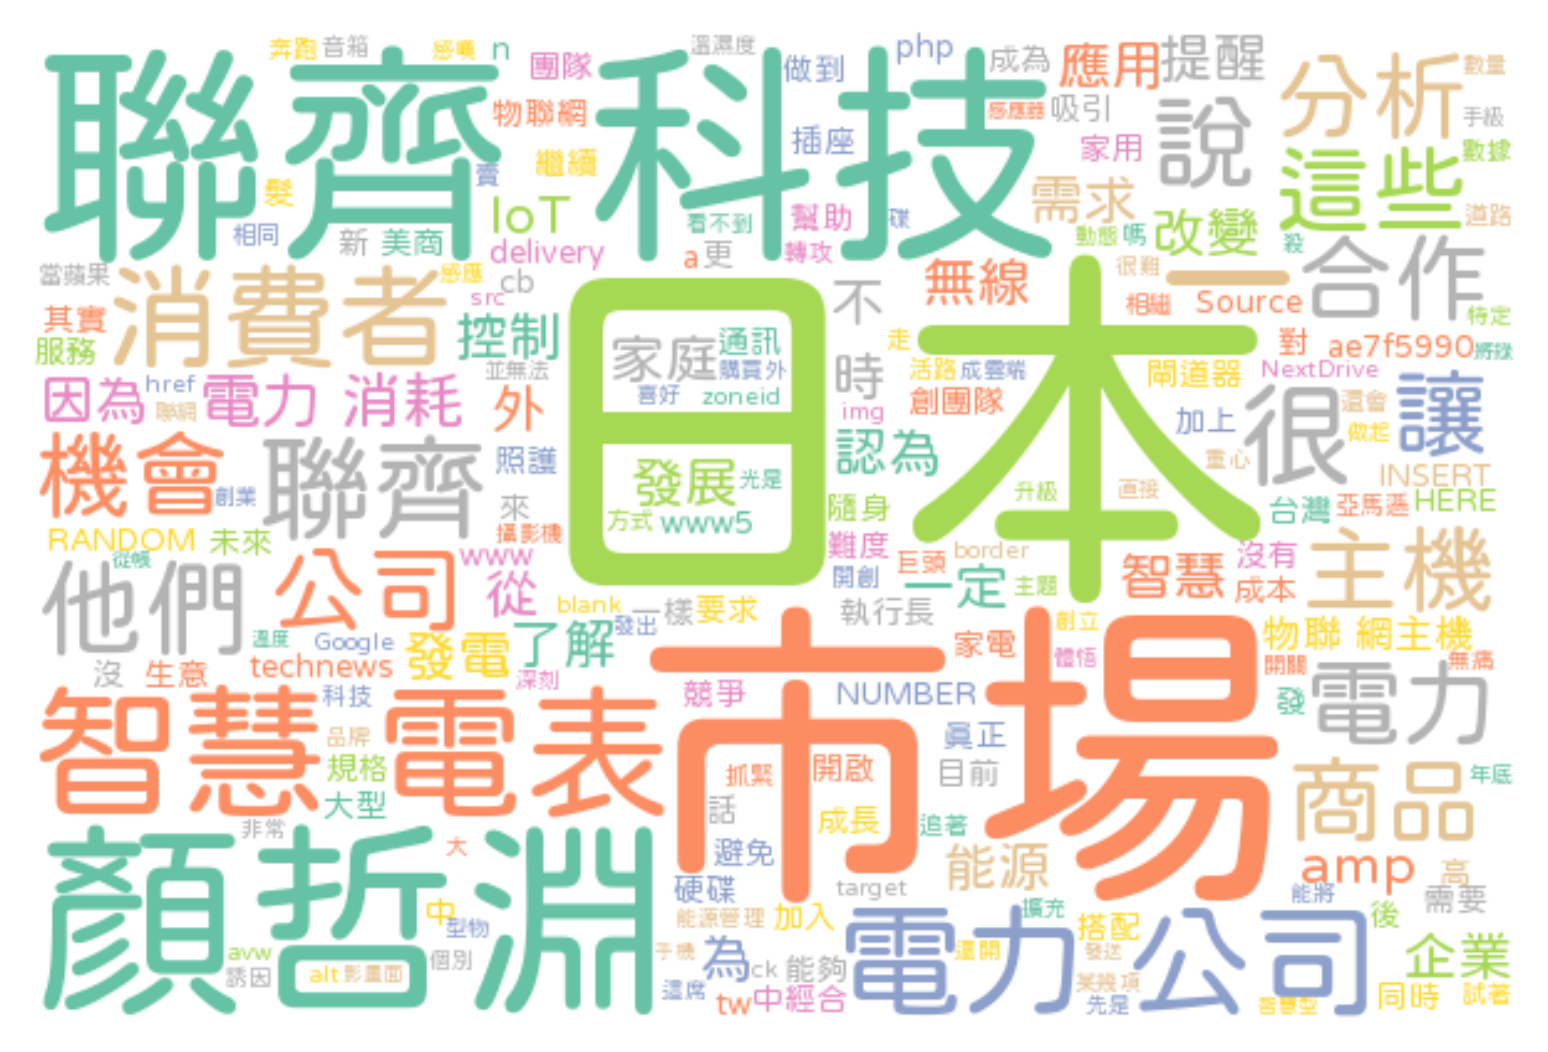 奔跑 音箱 感嘆 n 溫濕度 php
聯齊科技
團隊 做到 成為 應用 提醒 分析 數量
物聯網 感應器 吸引 說 手級
插座 家用 這些 數據
髮 賣 繼續 需求 道路
相同 新 美商 IoT 看不到 幫助 碟 動態 嗎 改變 殺
delivery a 更 轉攻
當蘋果 消費者 感應 cb 不 無線 很難 一 合作
其實 src 相繼 Source 特定
服務 控制 日本 家庭 通訊 走 對 ae7f5990 將錄
因為 href 電力 消耗 並無法 購買外 時 活路 成雲端 閘道器 NextDrive 很 還會 讓
聯網 外 喜好 zoneid img 創團隊 加上 做起
機會 聯齊 照護 發展 光是 認為 重心 INSERT
創業 來 方式 www5 隨身 升級 直接 台灣 亞馬遜 HERE
RANDOM 未來 攝影機 難度 border
從帳 www 巨頭 智慧 沒有 主機
他們 公司 從 開創 一定 主題 成本
blank 一樣 要求 執行長
溫度 Google 發電 了解 發出 市場 家電 創立 物聯 網主機
沒 生意 technews 深刻 體悟 開關 無痛
智慧電表 科技 競爭 NUMBER 發 電力
品牌 真正
規格 抓緊 開啟 目前 商品 年底
大型 話
非常 成長 追著
顏哲淵 大 避免 能源 amp 高
硬碟 target 能將 需要
中 型物 能源管理 加入 電力公司 擴充 搭配 後
avw 個別 手機 為 還開 發送 企業
誘因 alt 影畫面 ck 能夠 某幾項
這席 tw 中經合 先是 智慧型 同時 試著